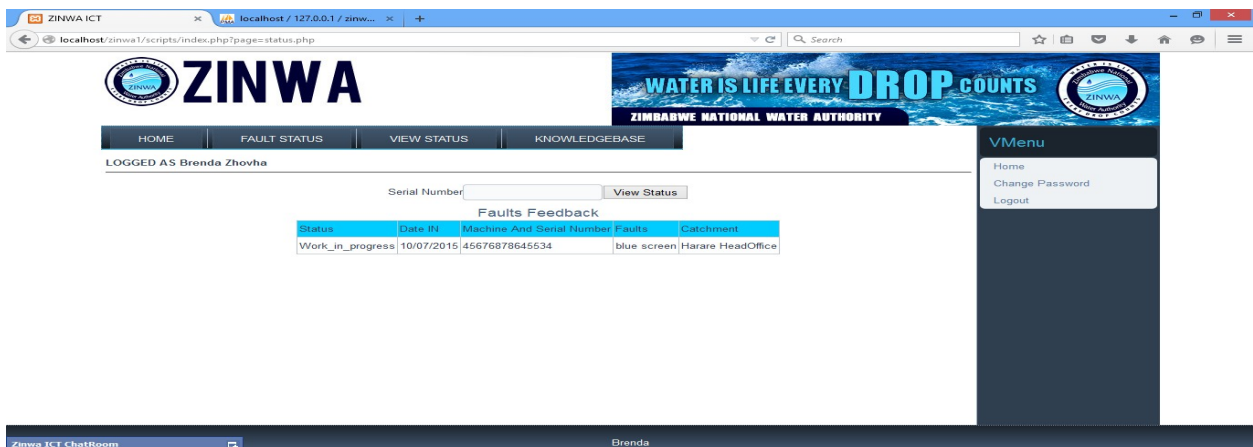 ZINWA ICT
localhost / 127.0.0.1 / zinw...
localhost/zinwa1/scripts/index.php?page=status.php
Search
ZINWA
ZINWA
WATER IS LIFE EVERY DROP COUNTS
ZIMBABWE NATIONAL WATER AUTHORITY
ZINWA
HOME
FAULT STATUS
VIEW STATUS
KNOWLEDGEBASE
VMenu
LOGGED AS Brenda Zhovha
Home
Change Password
Logout
Serial Number
View Status
Faults Feedback
Status Date IN Machine And Serial Number Faults Catchment
Work_in_progress 10/07/2015 45676878645534 blue screen Harare HeadOffice
Zinwa ICT ChatRoom
Brenda